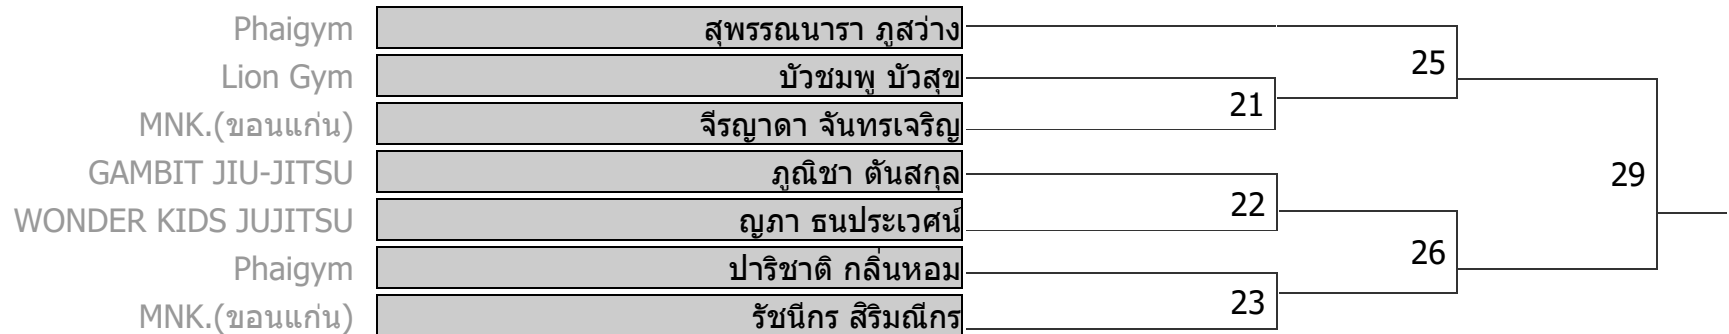 Phaigym สุพรรณนารา ภูสว่าง
25
Lion Gym บัวชมพู บัวสุข
21
MNK.(ขอนแก่น) จีรญาดา จันทรเจริญ
GAMBIT JIU-JITSU ภูณิชา ตันสกุล
29
22
WONDER KIDS JUJITSU ญภา ธนประเวศน์
26
Phaigym ปาริชาติ กลิ่นหอม
23
MNK.(ขอนแก่น) รัชนีกร สิริมณีกร